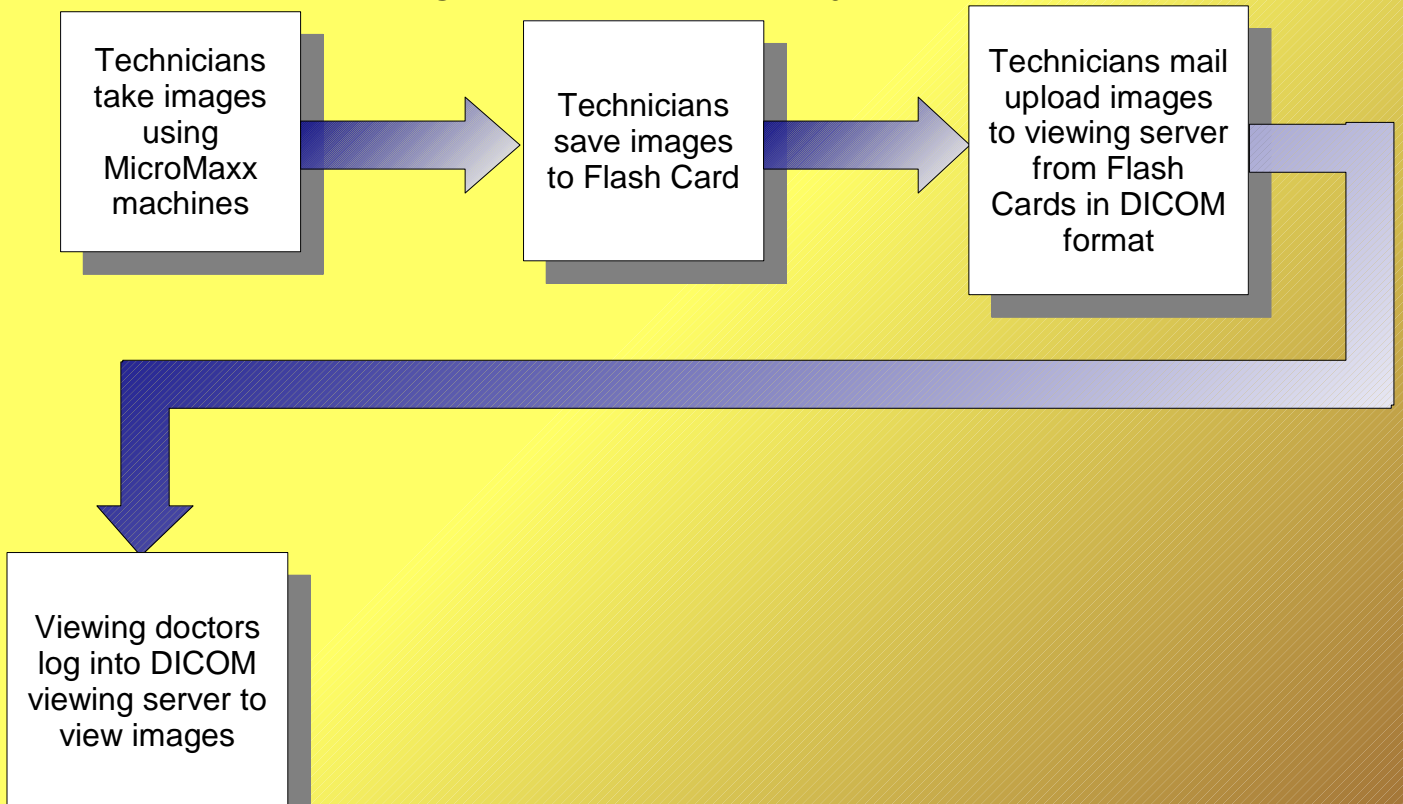 Technicians
take images
using
MicroMaxx
machines
Technicians
save images
to Flash Card
Technicians mail
upload images
to viewing server
from Flash
Cards in DICOM
format
Viewing doctors
log into DICOM
viewing server to
view images